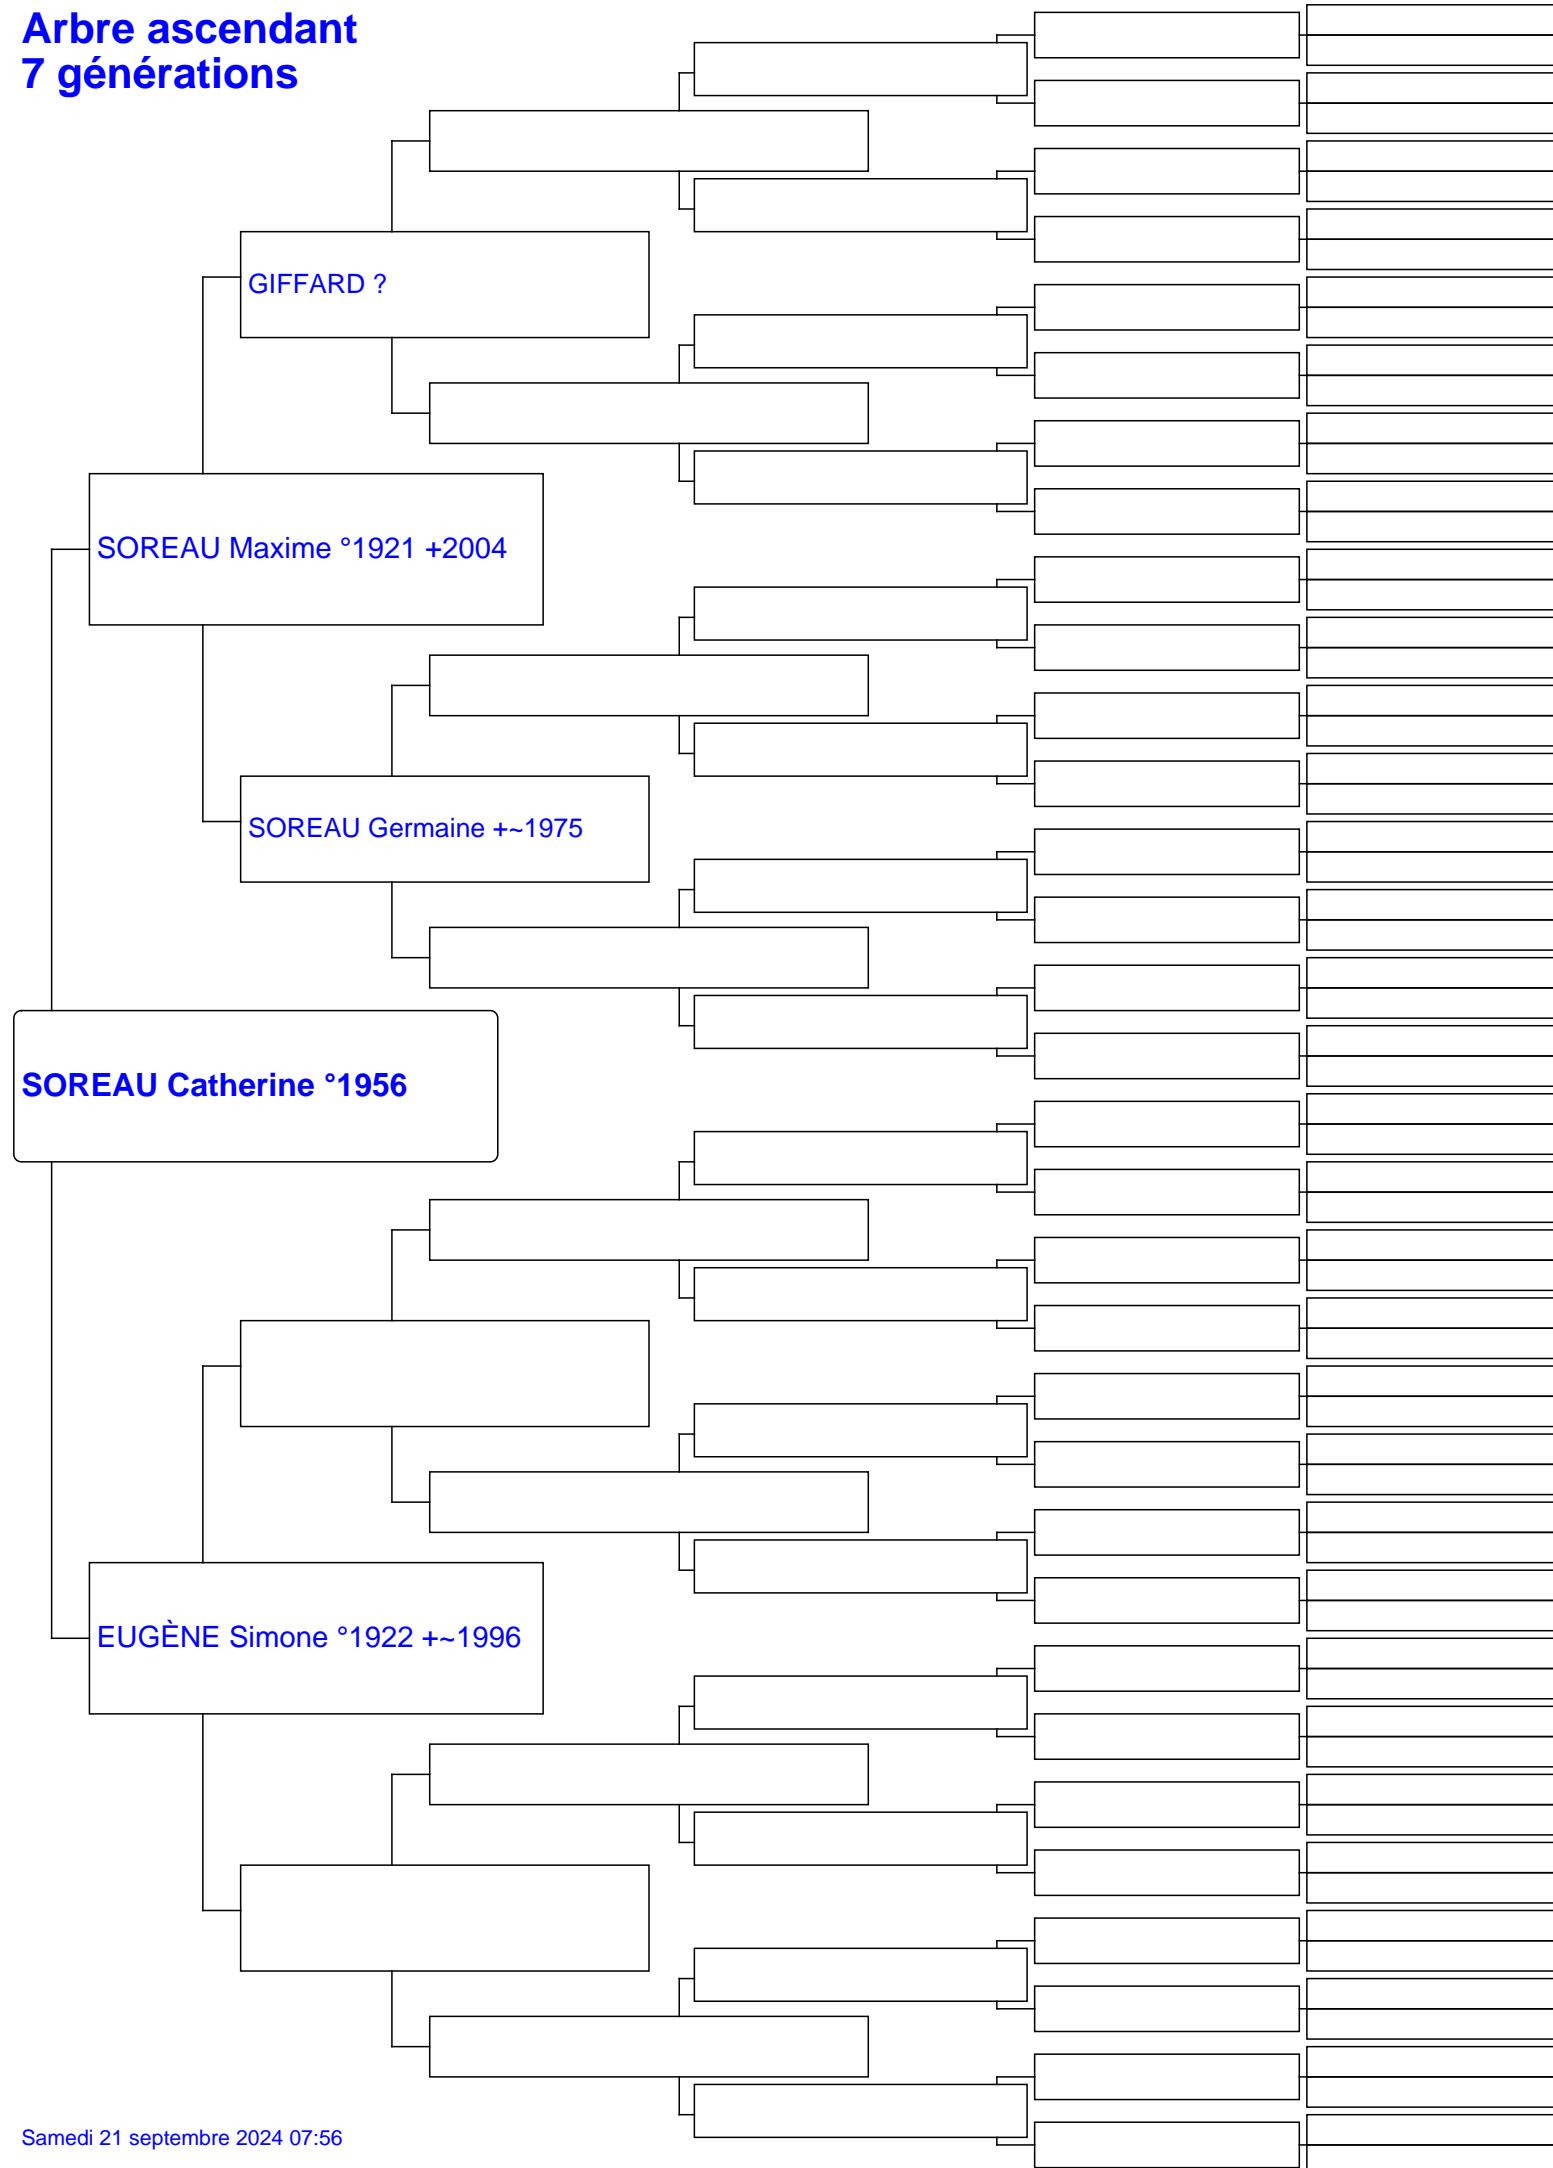 Arbre ascendant
7 générations
GIFFARD ?
SOREAU Maxime °1921 +2004
SOREAU Germaine +~1975
SOREAU Catherine °1956
EUGÈNE Simone °1922 +~1996
Samedi 21 septembre 2024 07:56